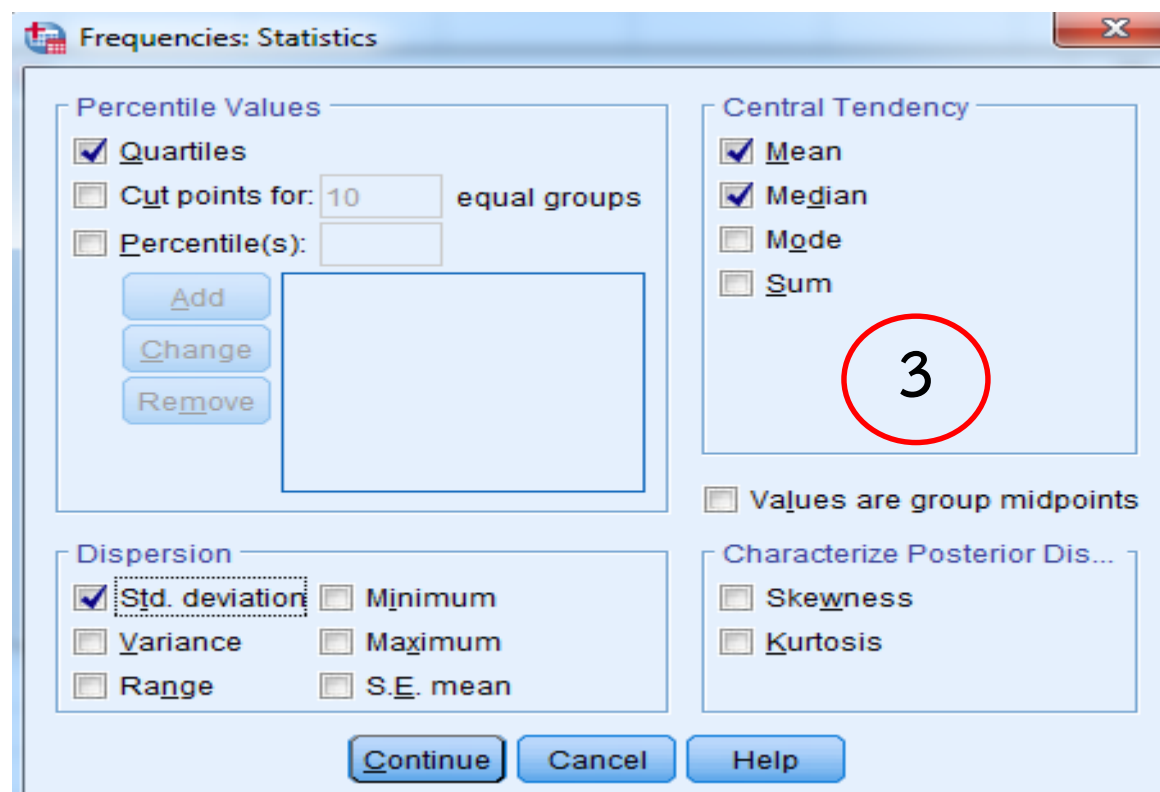 Frequencies: Statistics
Percentile Values
Quartiles
Cut points for: 10 equal groups
Percentile(s):
Add
Change
Remove
Central Tendency
Mean
Median
Mode
Sum
3
Values are group midpoints
Dispersion
Std. deviation Minimum
Variance Maximum
Range S.E. mean
Characterize Posterior Dis...
Skewness
Kurtosis
Continue Cancel Help